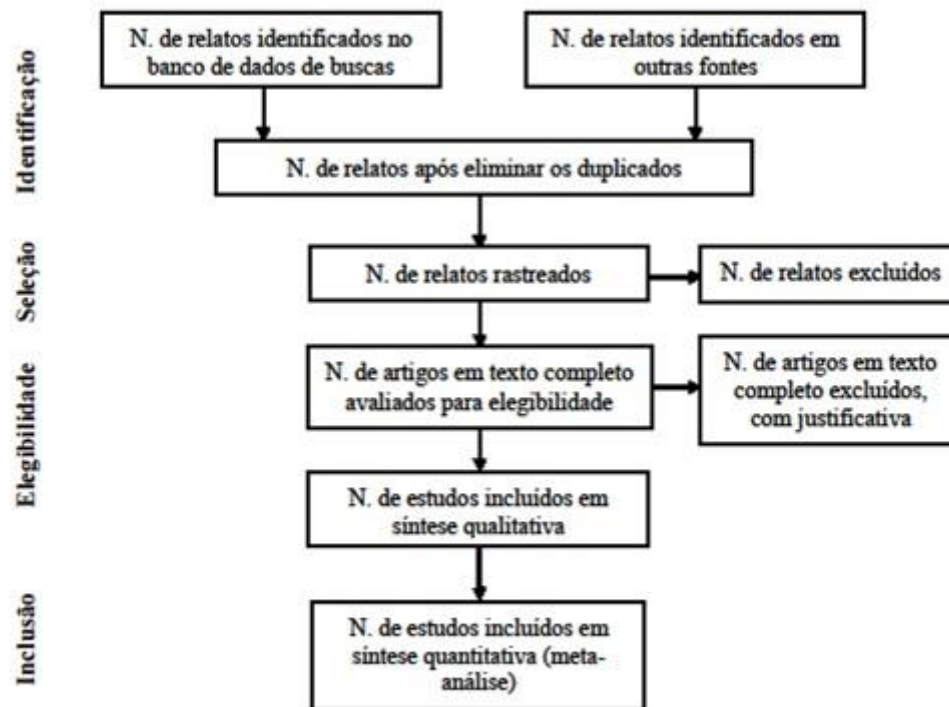 Identificação
N. de relatos identificados no
banco de dados de buscas
N. de relatos identificados em
outras fontes
N. de relatos após eliminar os duplicados
Seleção
N. de relatos rastreados
N. de relatos excluídos
Elegibilidade
N. de artigos em texto completo
avaliados para elegibilidade
N. de artigos em texto
completo excluídos,
com justificativa
N. de estudos incluídos em
síntese qualitativa
Inclusão
N. de estudos incluídos em
síntese quantitativa (meta-
análise)